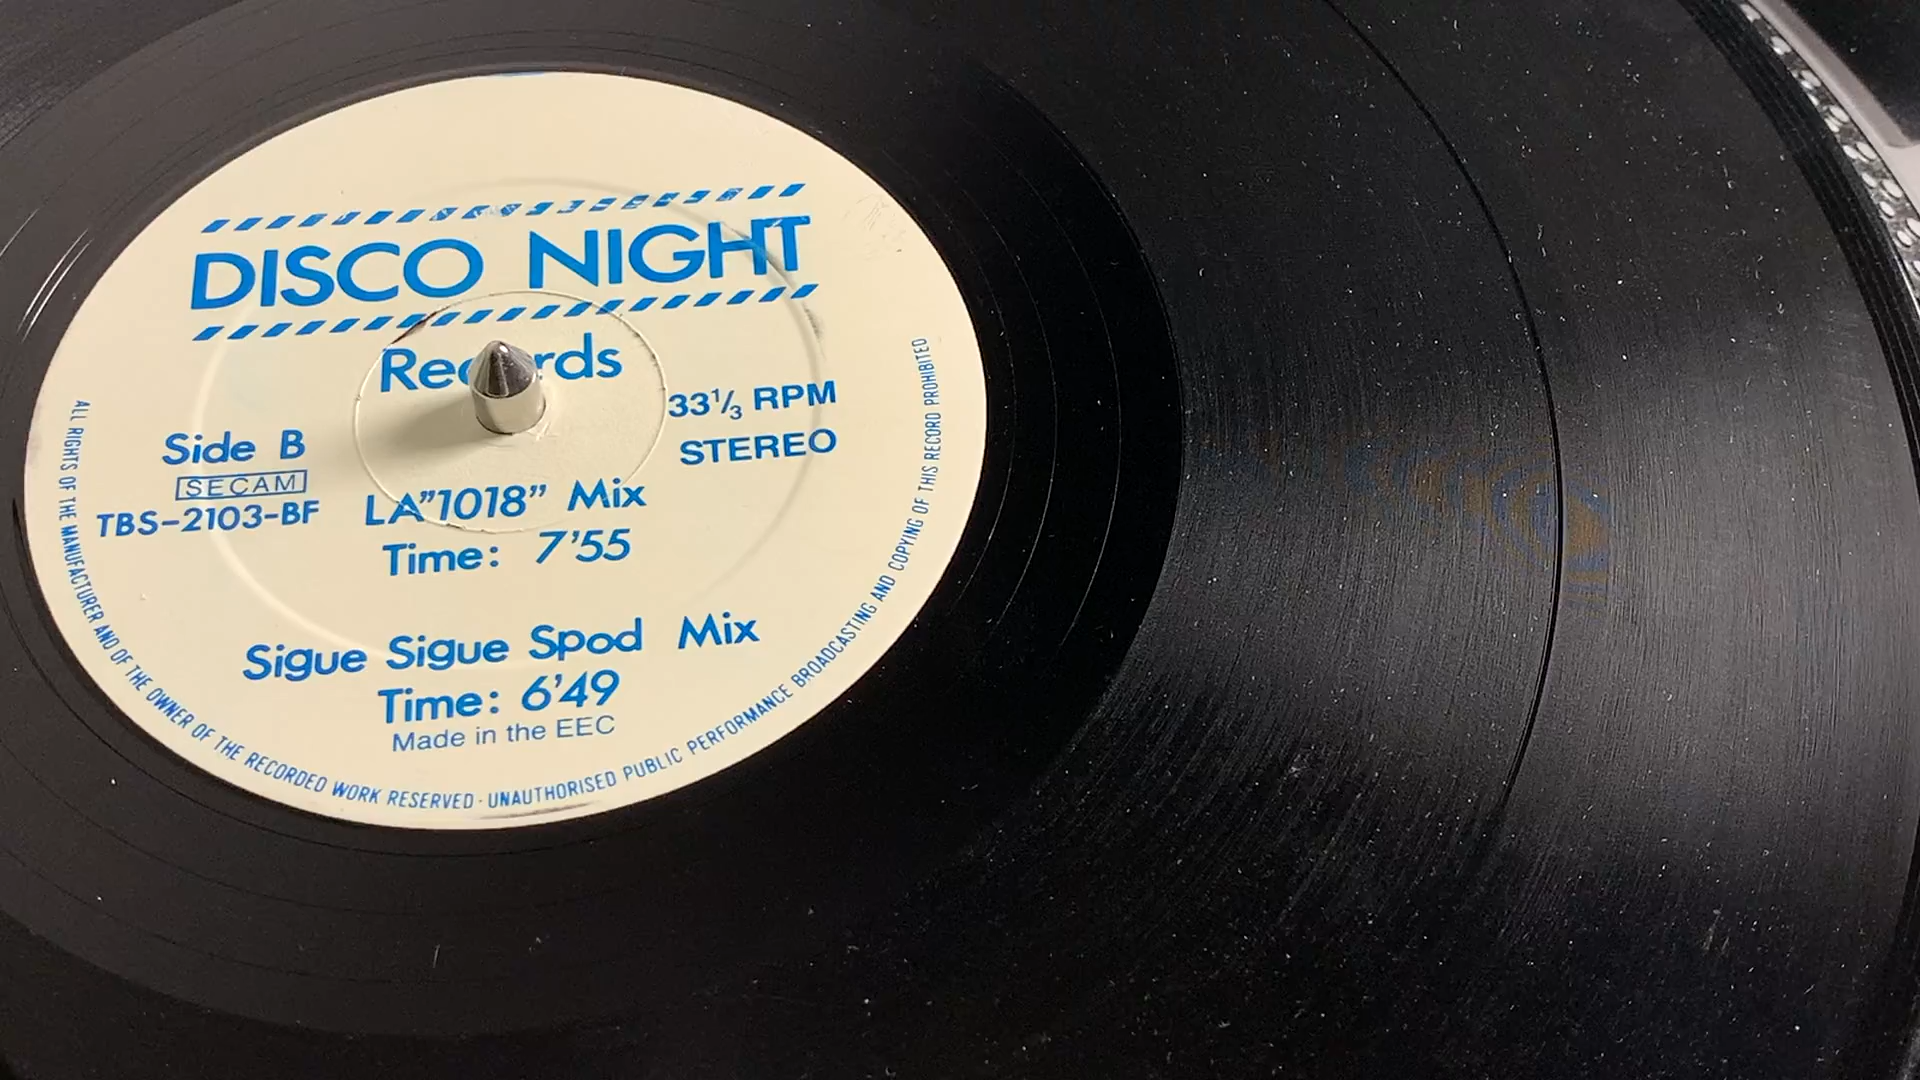 DISCO NIGHT
Records
33⅓ RPM
STEREO
Side B
SECAM
TBS-2103-BF
LA"1018" Mix
Time: 7'55
Sigue Sigue Spod Mix
Time: 6'49
Made in the EEC
ALL RIGHTS OF THE MANUFACTURER AND OF THE OWNER OF THE RECORDED WORK RESERVED · UNAUTHORISED PUBLIC PERFORMANCE BROADCASTING AND COPYING OF THIS RECORD PROHIBITED